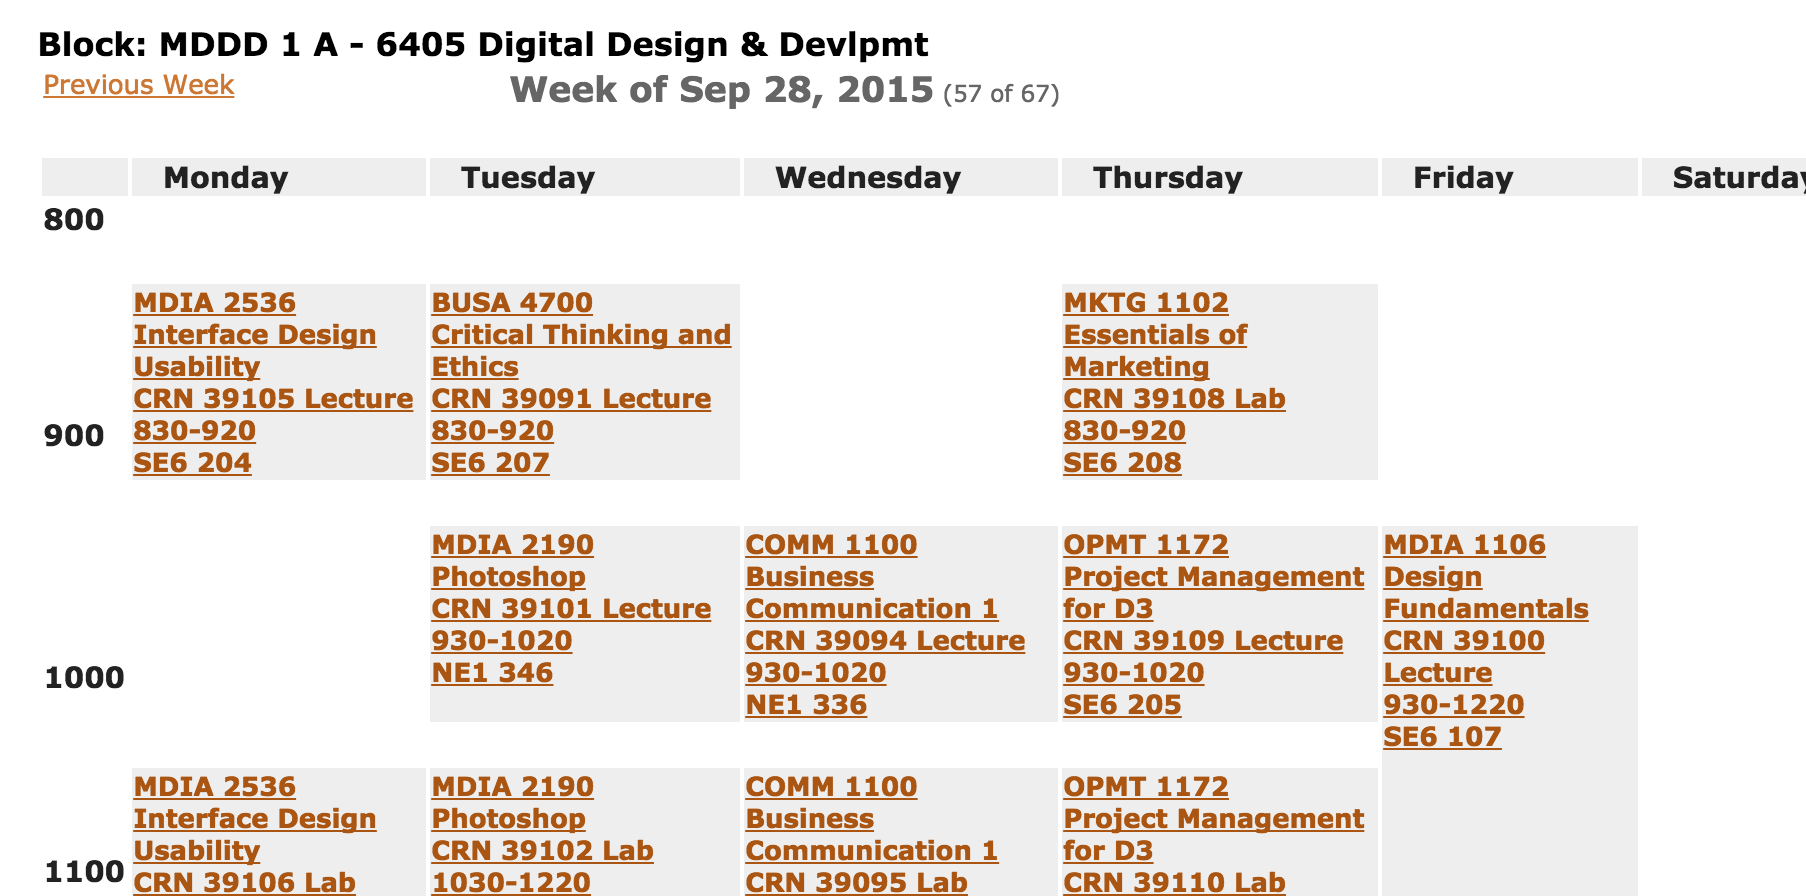 Block: MDDD 1 A - 6405 Digital Design & Devlpmt
Previous Week
Week of Sep 28, 2015 (57 of 67)
Monday
Tuesday
Wednesday
Thursday
Friday
Saturday
800
MDIA 2536
Interface Design
Usability
CRN 39105 Lecture
830-920
SE6 204
BUSA 4700
Critical Thinking and
Ethics
CRN 39091 Lecture
830-920
SE6 207
MKTG 1102
Essentials of
Marketing
CRN 39108 Lab
830-920
SE6 208
900
MDIA 2190
Photoshop
CRN 39101 Lecture
930-1020
NE1 346
COMM 1100
Business
Communication 1
CRN 39094 Lecture
930-1020
NE1 336
OPMT 1172
Project Management
for D3
CRN 39109 Lecture
930-1020
SE6 205
MDIA 1106
Design
Fundamentals
CRN 39100
Lecture
930-1220
SE6 107
1000
MDIA 2536
Interface Design
Usability
CRN 39106 Lab
MDIA 2190
Photoshop
CRN 39102 Lab
1030-1220
COMM 1100
Business
Communication 1
CRN 39095 Lab
OPMT 1172
Project Management
for D3
CRN 39110 Lab
1100